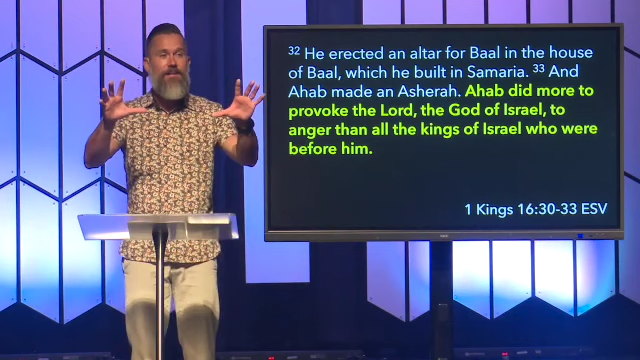 32 He erected an altar for Baal in the house
of Baal, which he built in Samaria. 33 And
Ahab made an Asherah. Ahab did more to
provoke the Lord, the God of Israel, to
anger than all the kings of Israel who were
before him.
1 Kings 16:30-33 ESV